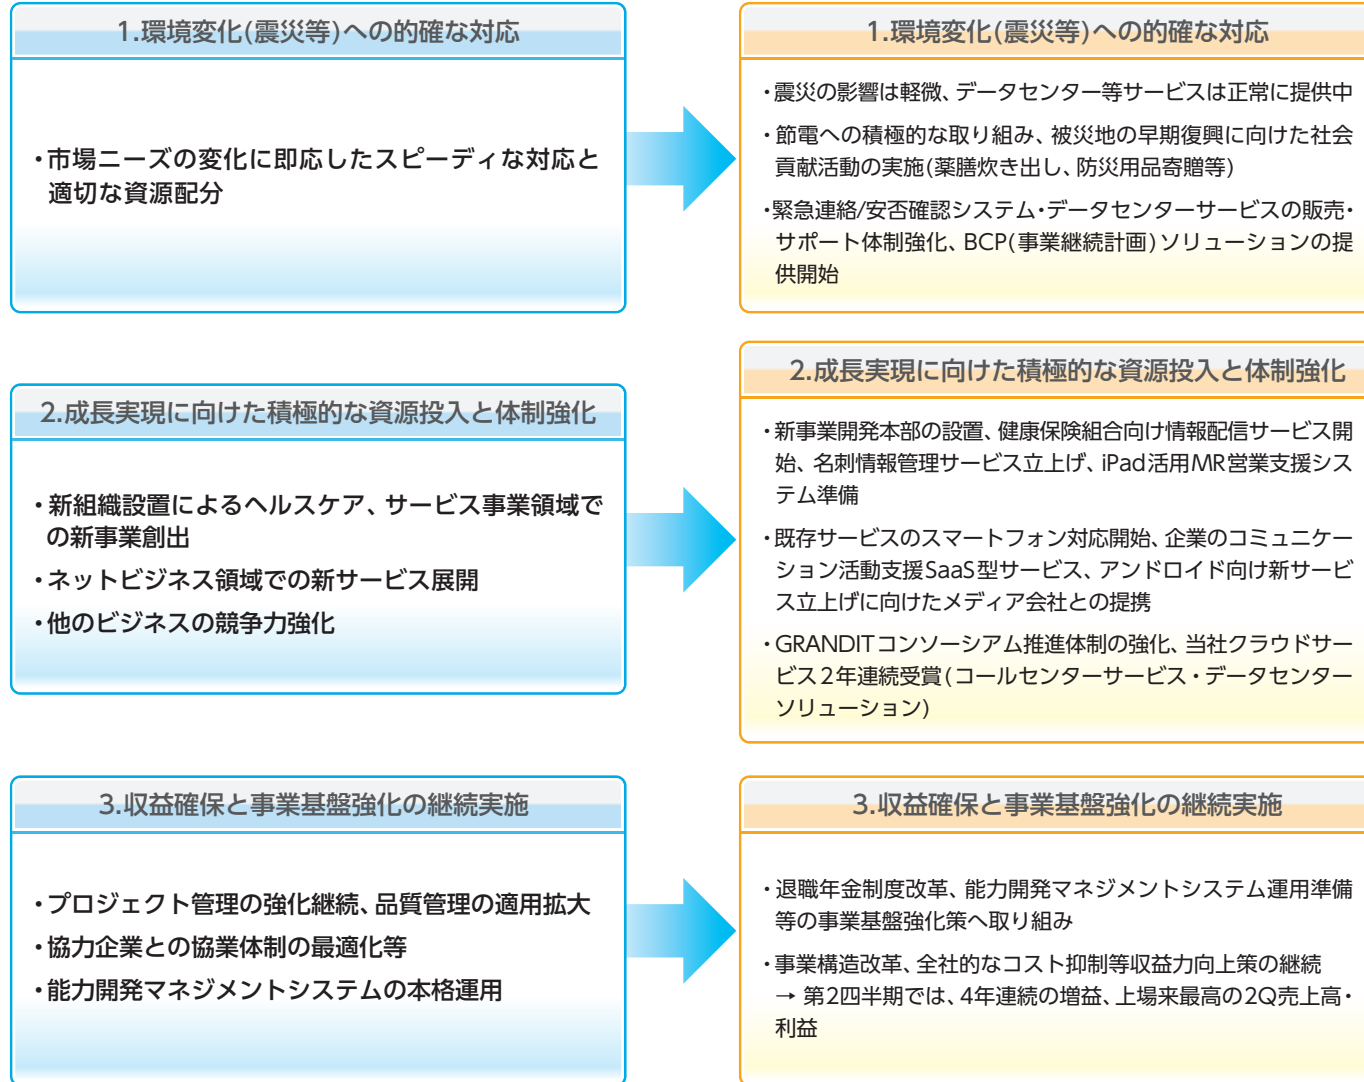 1.環境変化(震災等)への的確な対応
・市場ニーズの変化に即応したスピーディな対応と
適切な資源配分
1.環境変化(震災等)への的確な対応
・震災の影響は軽微、データセンター等サービスは正常に提供中
・節電への積極的な取り組み、被災地の早期復興に向けた社会
貢献活動の実施(薬膳炊き出し、防災用品寄贈等)
・緊急連絡/安否確認システム・データセンターサービスの販売・
サポート体制強化、BCP(事業継続計画)ソリューションの提
供開始
2.成長実現に向けた積極的な資源投入と体制強化
・新組織設置によるヘルスケア、サービス事業領域で
の新事業創出
・ネットビジネス領域での新サービス展開
・他のビジネスの競争力強化
2.成長実現に向けた積極的な資源投入と体制強化
・新事業開発本部の設置、健康保険組合向け情報配信サービス開
始、名刺情報管理サービス立上げ、iPad活用MR営業支援シス
テム準備
・既存サービスのスマートフォン対応開始、企業のコミュニケー
ション活動支援SaaS型サービス、アンドロイド向け新サービ
ス立上げに向けたメディア会社との提携
・GRANDITコンソーシアム推進体制の強化、当社クラウドサー
ビス2年連続受賞(コールセンターサービス・データセンター
ソリューション)
3.収益確保と事業基盤強化の継続実施
・プロジェクト管理の強化継続、品質管理の適用拡大
・協力企業との協業体制の最適化等
・能力開発マネジメントシステムの本格運用
3.収益確保と事業基盤強化の継続実施
・退職年金制度改革、能力開発マネジメントシステム運用準備
等の事業基盤強化策へ取り組み
・事業構造改革、全社的なコスト抑制等収益力向上策の継続
→ 第2四半期では、4年連続の増益、上場来最高の2Q売上高・
利益